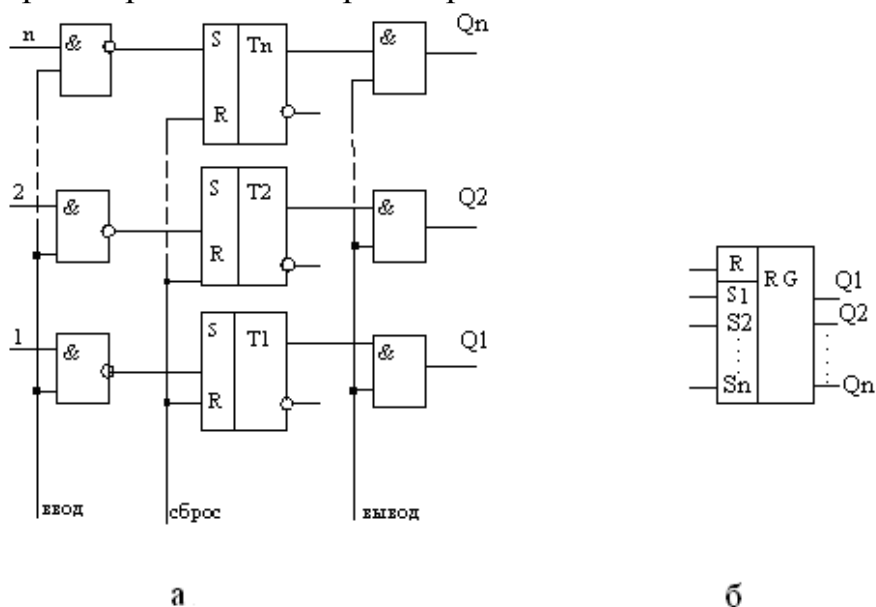 n & S Tn & Qn
R
2 & S T2 & Q2
R
1 & S T1 & Q1
R
ввод сброс вывод
R RG
S1 Q1
S2 Q2
Sn Qn
а. б